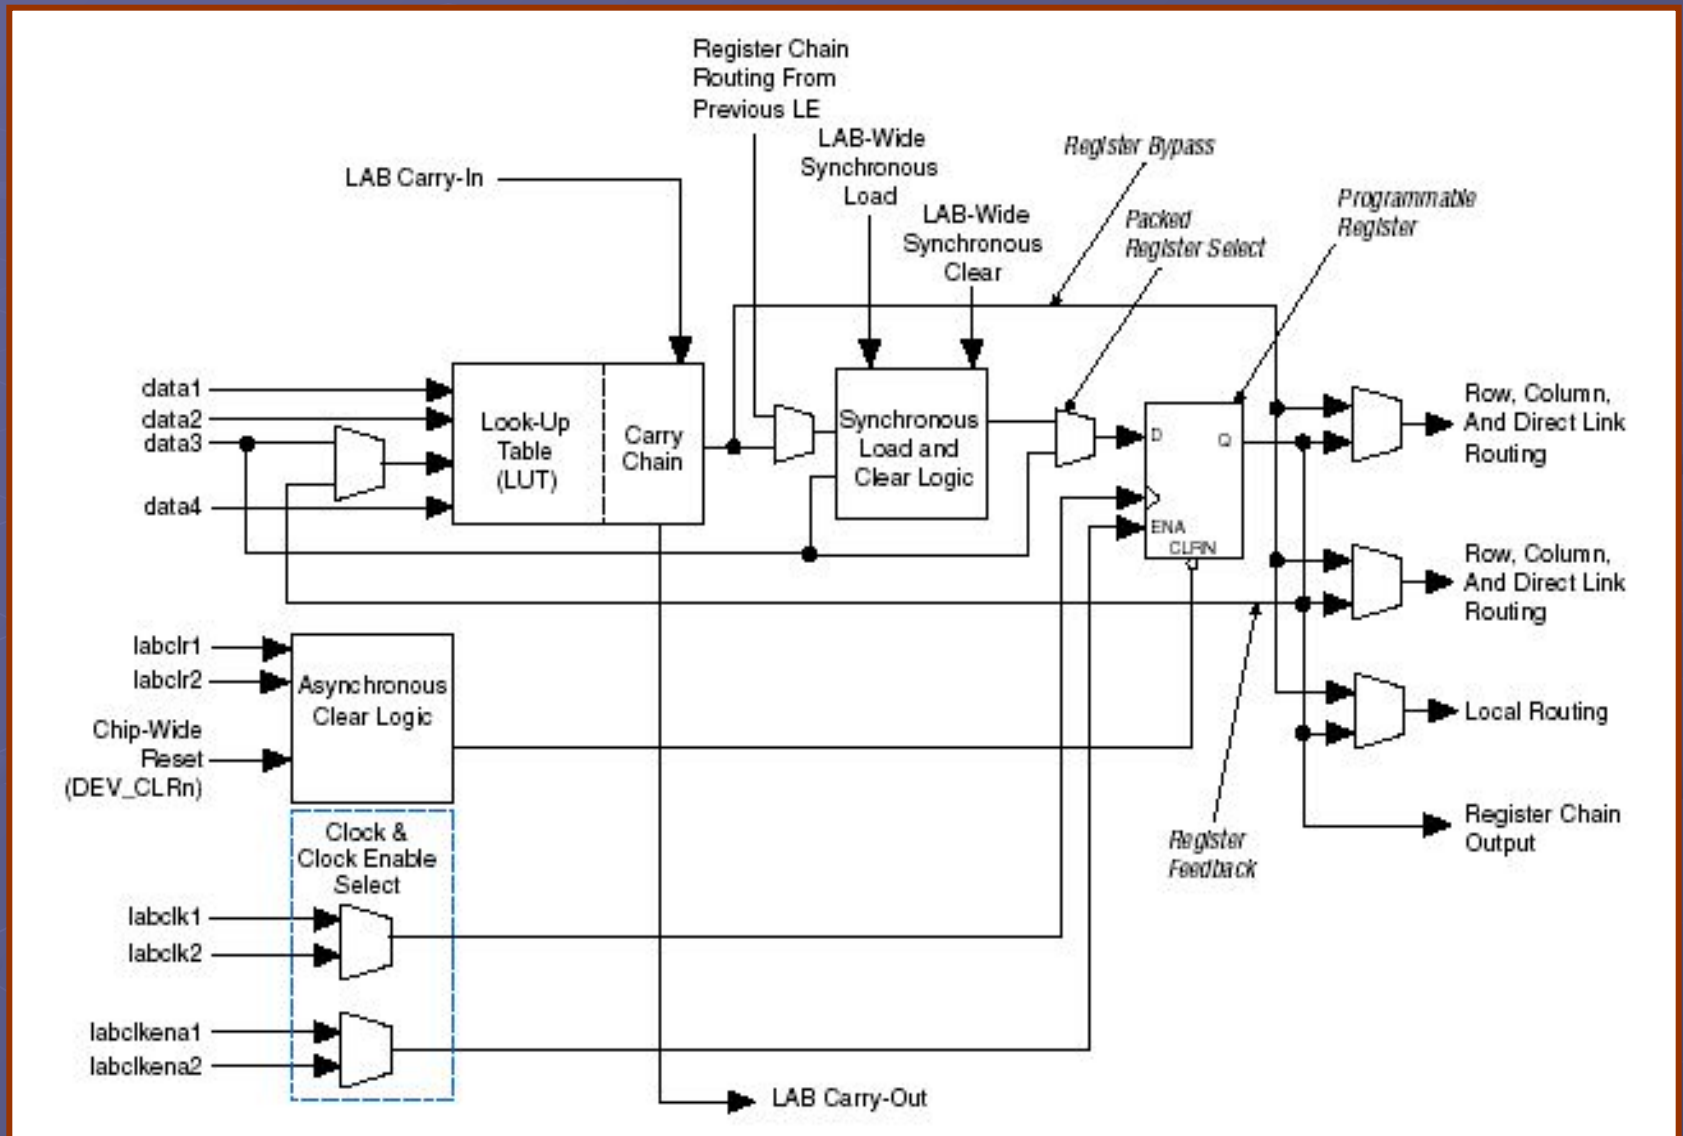 Register Chain
Routing From
Previous LE
LAB-Wide
Synchronous
Load
Register Bypass
LAB Carry-In
LAB-Wide
Synchronous
Clear
Packed
Register Select
Programmable
Register
data1
data2
data3
data4
Look-Up
Table
(LUT)
Carry
Chain
Synchronous
Load and
Clear Logic
D
Q
ENA
CLRN
Row, Column,
And Direct Link
Routing
Row, Column,
And Direct Link
Routing
labclr1
labclr2
Chip-Wide
Reset
(DEV_CLRn)
Asynchronous
Clear Logic
Local Routing
Register Chain
Output
Register
Feedback
Clock &
Clock Enable
Select
labclk1
labclk2
labclkena1
labclkena2
LAB Carry-Out